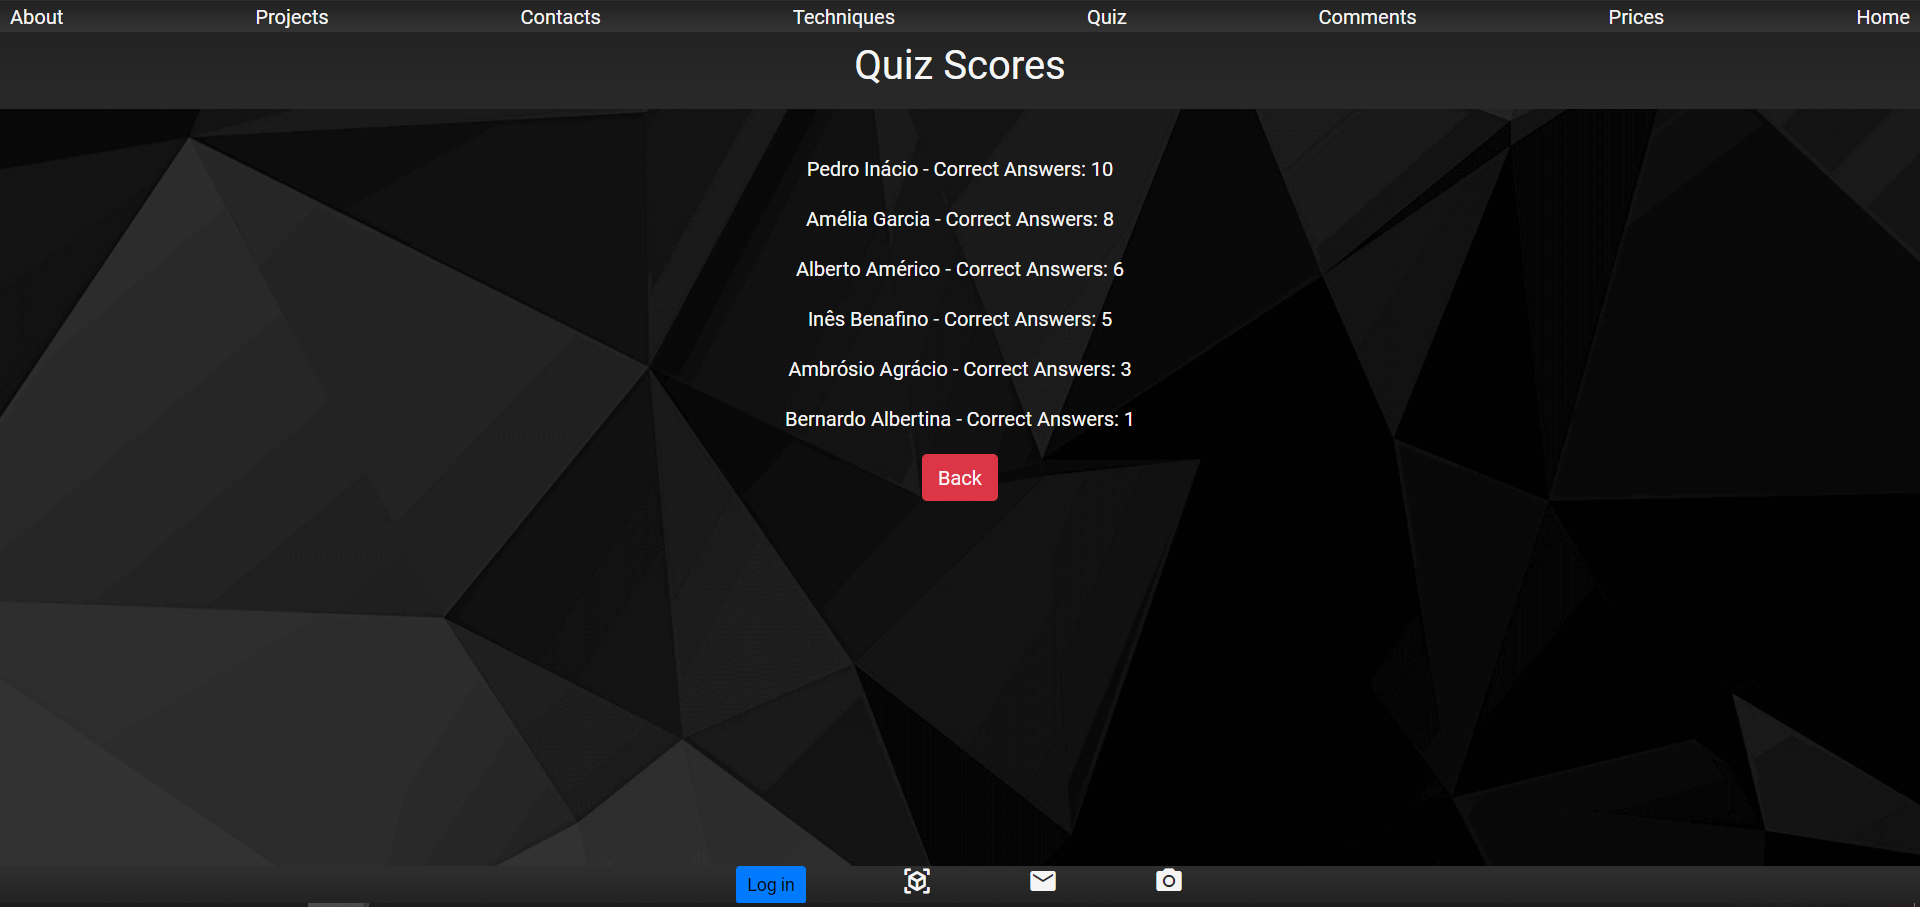 About Projects Contacts Techniques Quiz Comments Prices Home
Quiz Scores
Pedro Inácio - Correct Answers: 10
Amélia Garcia - Correct Answers: 8
Alberto Américo - Correct Answers: 6
Inês Benafino - Correct Answers: 5
Ambrósio Agrácio - Correct Answers: 3
Bernardo Albertina - Correct Answers: 1
Back
Log in